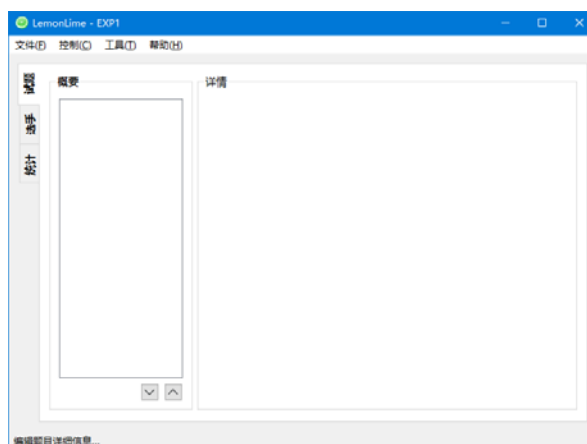 LemonLime - EXP1
文件(F) 控制(C) 工具(T) 帮助(H)
试题
选手
统计
概要
详情
编辑题目详细信息...